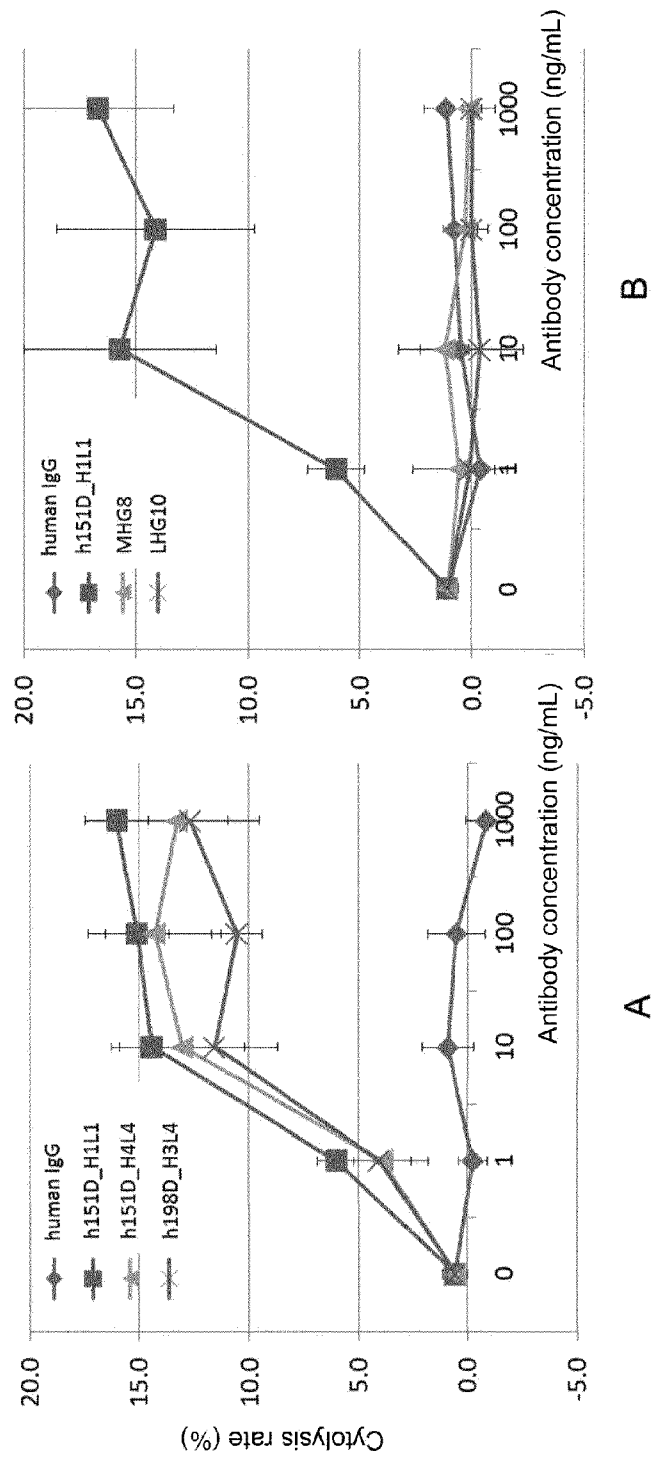 Cytolysis rate (%)
20.0
15.0
10.0
5.0
0.0
-5.0
human IgG
h151D_H1L1
h151D_H4L4
h198D_H3L4
0
1
10
100
1000
Antibody concentration (ng/mL)
A
20.0
15.0
10.0
5.0
0.0
-5.0
human IgG
h151D_H1L1
MHG8
LHG10
0
1
10
100
1000
Antibody concentration (ng/mL)
B